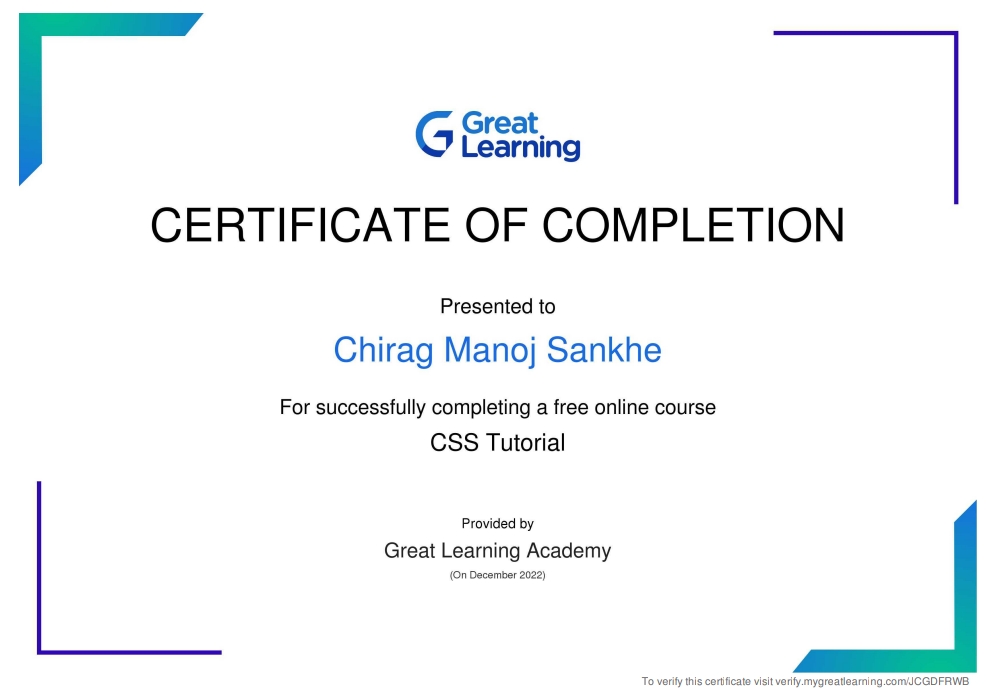 Great
Learning
CERTIFICATE OF COMPLETION
Presented to
Chirag Manoj Sankhe
For successfully completing a free online course
CSS Tutorial
Provided by
Great Learning Academy
(On December 2022)
To verify this certificate visit verify.mygreatlearning.com/JCGDFRWB